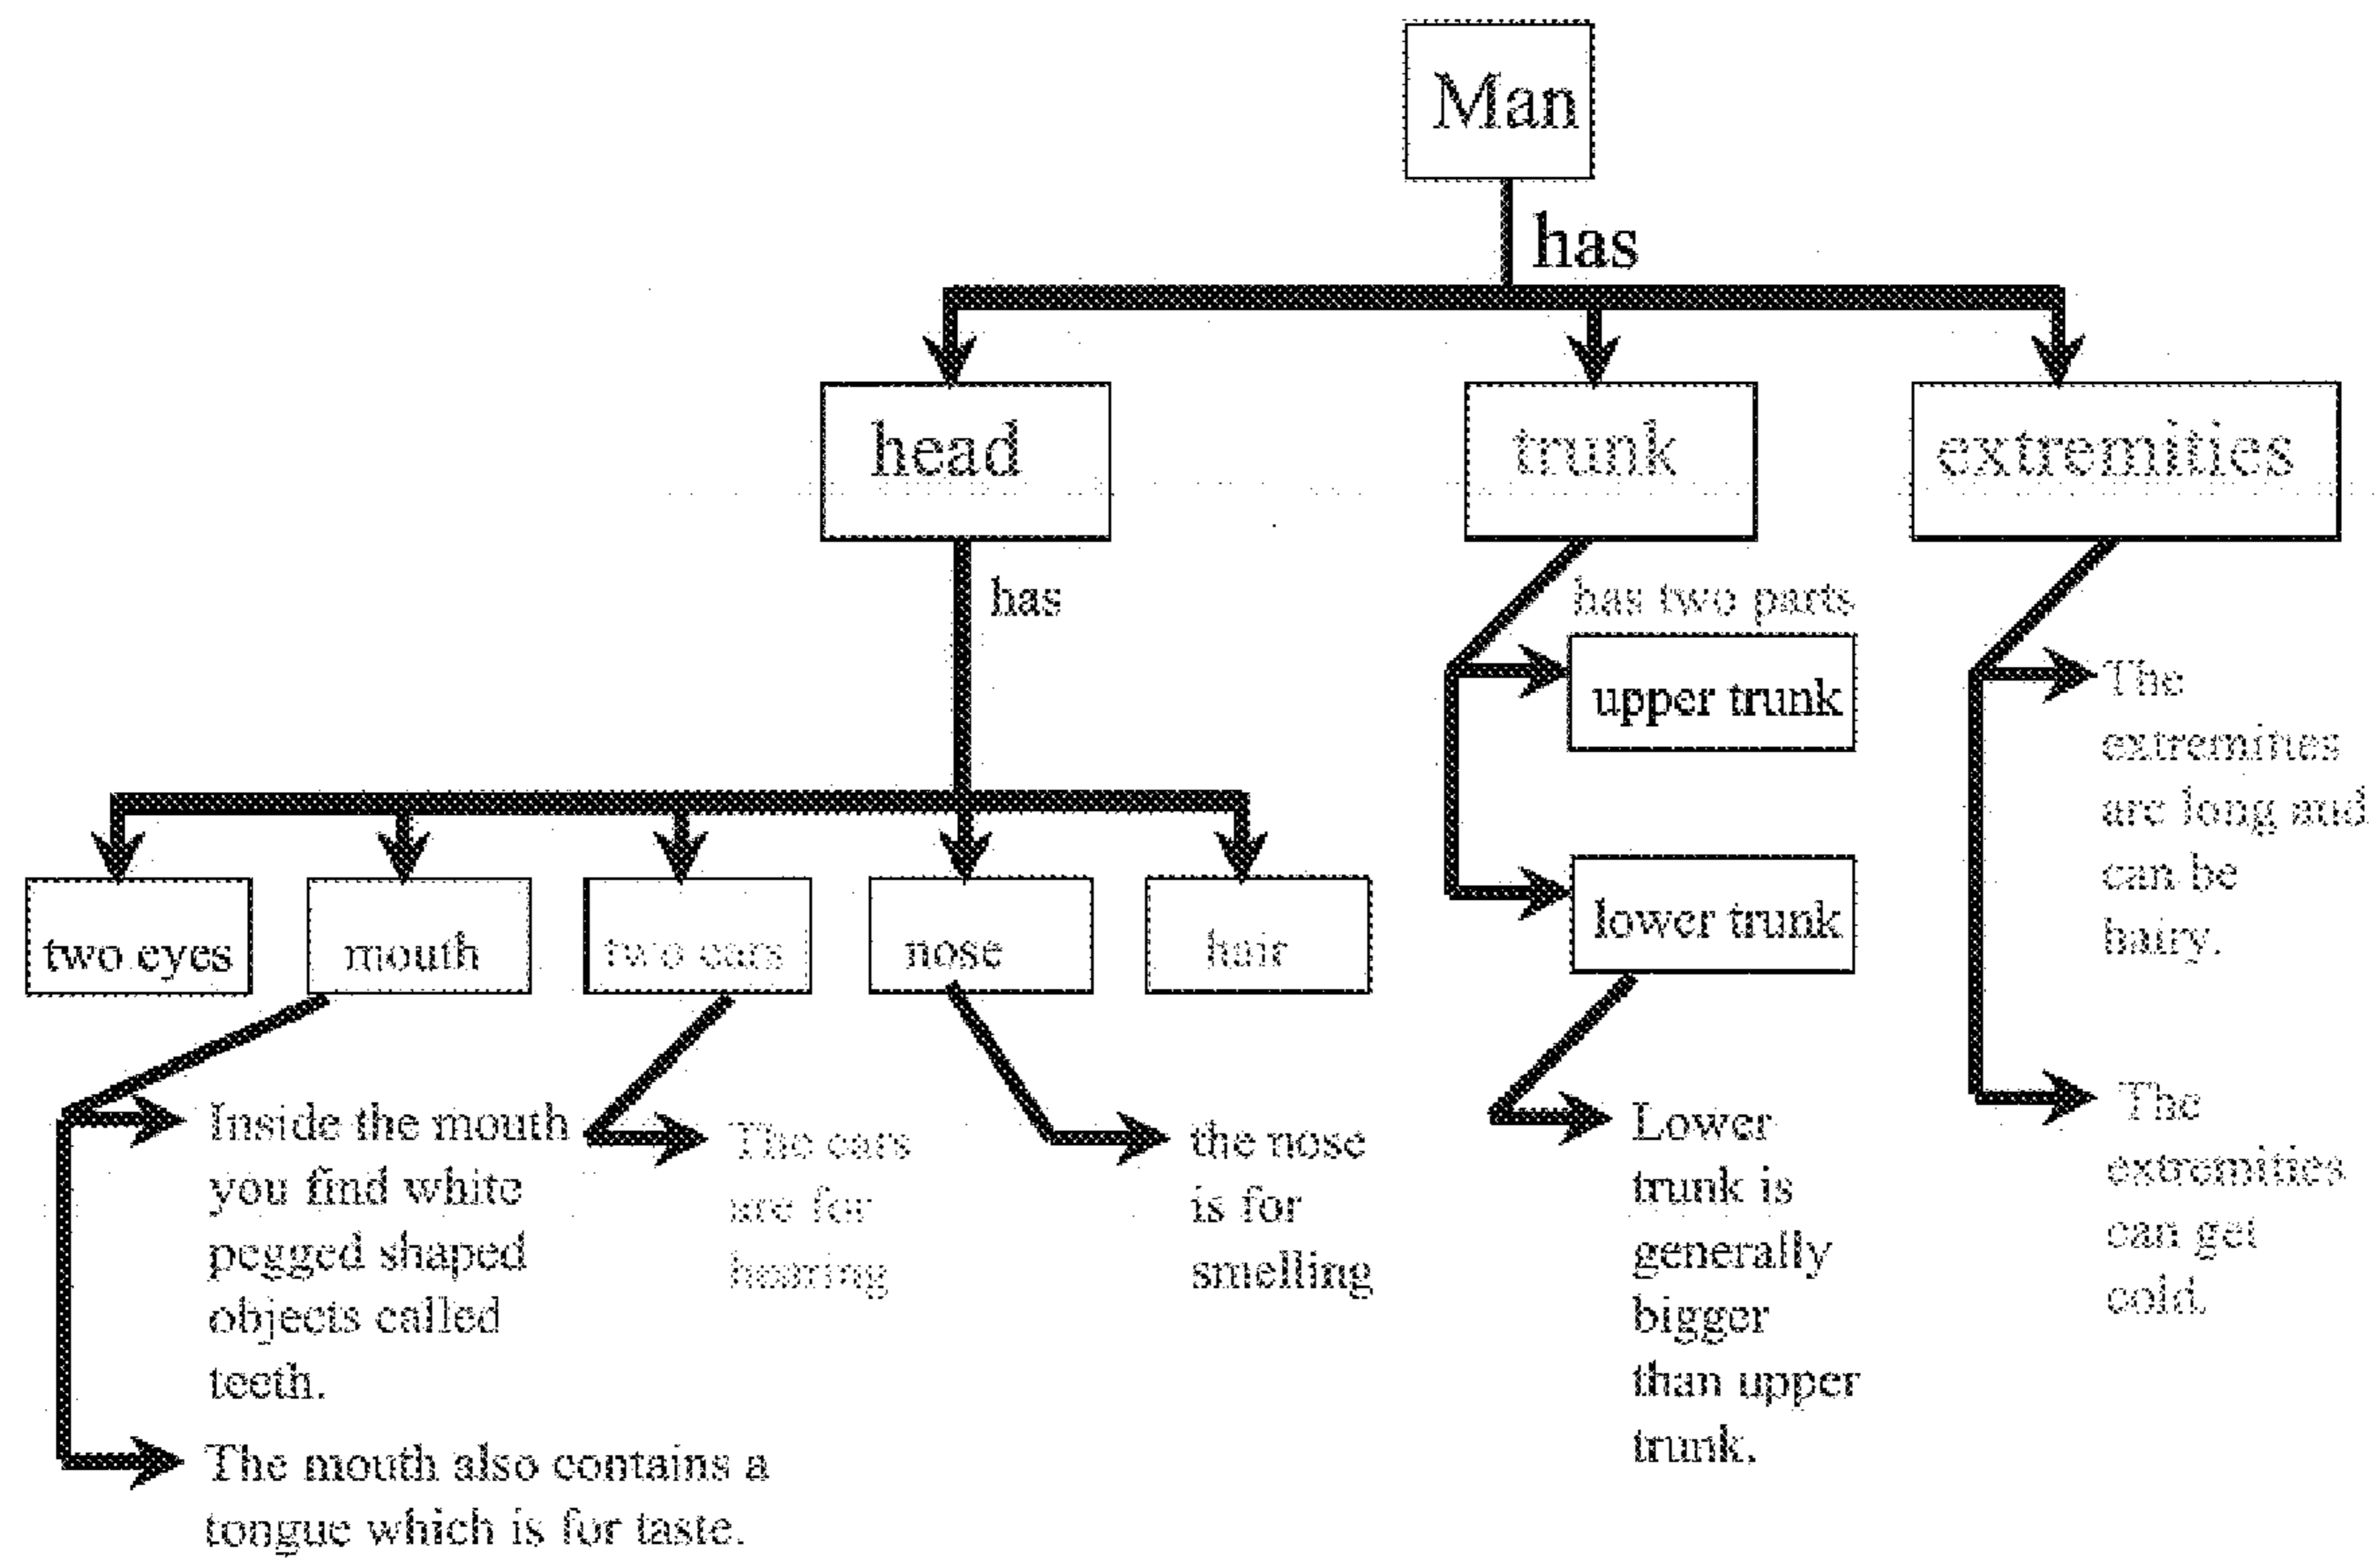 Man
has
head
trunk
extremities
has
has two parts
upper trunk
lower trunk
two eyes
mouth
two ears
nose
hair
Inside the mouth
you find white
pegged shaped
objects called
teeth.
The mouth also contains a
tongue which is for taste.
The ears
are for
hearing
the nose
is for
smelling
Lower
trunk is
generally
bigger
than upper
trunk.
The
extremities
are long and
can be
hairy.
The
extremities
can get
cold.